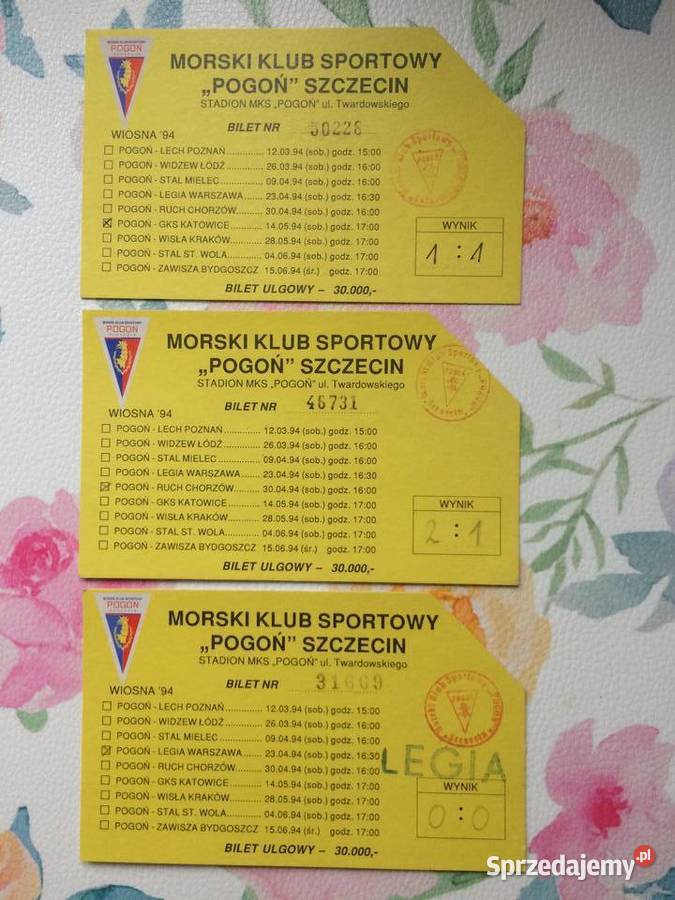 MORSKI KLUB SPORTOWY
POGOŃ
MORSKI KLUB SPORTOWY
„POGOŃ” SZCZECIN
STADION MKS „POGOŃ” ul. Twardowskiego
BILET NR 50228
WIOSNA '94
POGOŃ - LECH POZNAŃ .............. 12.03.94 (sob.) godz. 15:00
POGOŃ - WIDZEW ŁÓDŹ ............ 26.03.94 (sob.) godz. 16:00
POGOŃ - STAL MIELEC .............. 09.04.94 (sob.) godz. 16:00
POGOŃ - LEGIA WARSZAWA ...... 23.04.94 (sob.) godz. 16:30
POGOŃ - RUCH CHORZÓW......... 30.04.94 (sob.) godz. 16:00
POGOŃ - GKS KATOWICE ........... 14.05.94 (sob.) godz. 17:00
POGOŃ - WISŁA KRAKÓW........... 28.05.94 (sob.) godz. 17:00
POGOŃ - STAL ST. WOLA ........... 04.06.94 (sob.) godz. 17:00
POGOŃ - ZAWISZA BYDGOSZCZ 15.06.94 (śr.) godz. 17:00
WYNIK
1 : 1
BILET ULGOWY – 30.000,-
MORSKI KLUB SPORTOWY
POGOŃ
MORSKI KLUB SPORTOWY
„POGOŃ” SZCZECIN
STADION MKS „POGOŃ” ul. Twardowskiego
BILET NR 46731
WIOSNA '94
POGOŃ - LECH POZNAŃ .............. 12.03.94 (sob.) godz. 15:00
POGOŃ - WIDZEW ŁÓDŹ ............ 26.03.94 (sob.) godz. 16:00
POGOŃ - STAL MIELEC .............. 09.04.94 (sob.) godz. 16:00
POGOŃ - LEGIA WARSZAWA ...... 23.04.94 (sob.) godz. 16:30
POGOŃ - RUCH CHORZÓW......... 30.04.94 (sob.) godz. 16:00
POGOŃ - GKS KATOWICE ........... 14.05.94 (sob.) godz. 17:00
POGOŃ - WISŁA KRAKÓW........... 28.05.94 (sob.) godz. 17:00
POGOŃ - STAL ST. WOLA ........... 04.06.94 (sob.) godz. 17:00
POGOŃ - ZAWISZA BYDGOSZCZ 15.06.94 (śr.) godz. 17:00
WYNIK
2 : 1
BILET ULGOWY – 30.000,-
MORSKI KLUB SPORTOWY
POGOŃ
MORSKI KLUB SPORTOWY
„POGOŃ” SZCZECIN
STADION MKS „POGOŃ” ul. Twardowskiego
BILET NR 31669
WIOSNA '94
POGOŃ - LECH POZNAŃ .............. 12.03.94 (sob.) godz. 15:00
POGOŃ - WIDZEW ŁÓDŹ ............ 26.03.94 (sob.) godz. 16:00
POGOŃ - STAL MIELEC .............. 09.04.94 (sob.) godz. 16:00
POGOŃ - LEGIA WARSZAWA ...... 23.04.94 (sob.) godz. 16:30
POGOŃ - RUCH CHORZÓW......... 30.04.94 (sob.) godz. 16:00
POGOŃ - GKS KATOWICE ........... 14.05.94 (sob.) godz. 17:00
POGOŃ - WISŁA KRAKÓW........... 28.05.94 (sob.) godz. 17:00
POGOŃ - STAL ST. WOLA ........... 04.06.94 (sob.) godz. 17:00
POGOŃ - ZAWISZA BYDGOSZCZ 15.06.94 (śr.) godz. 17:00
LEGIA
WYNIK
0 : 0
BILET ULGOWY – 30.000,-
Sprzedajemy.pl